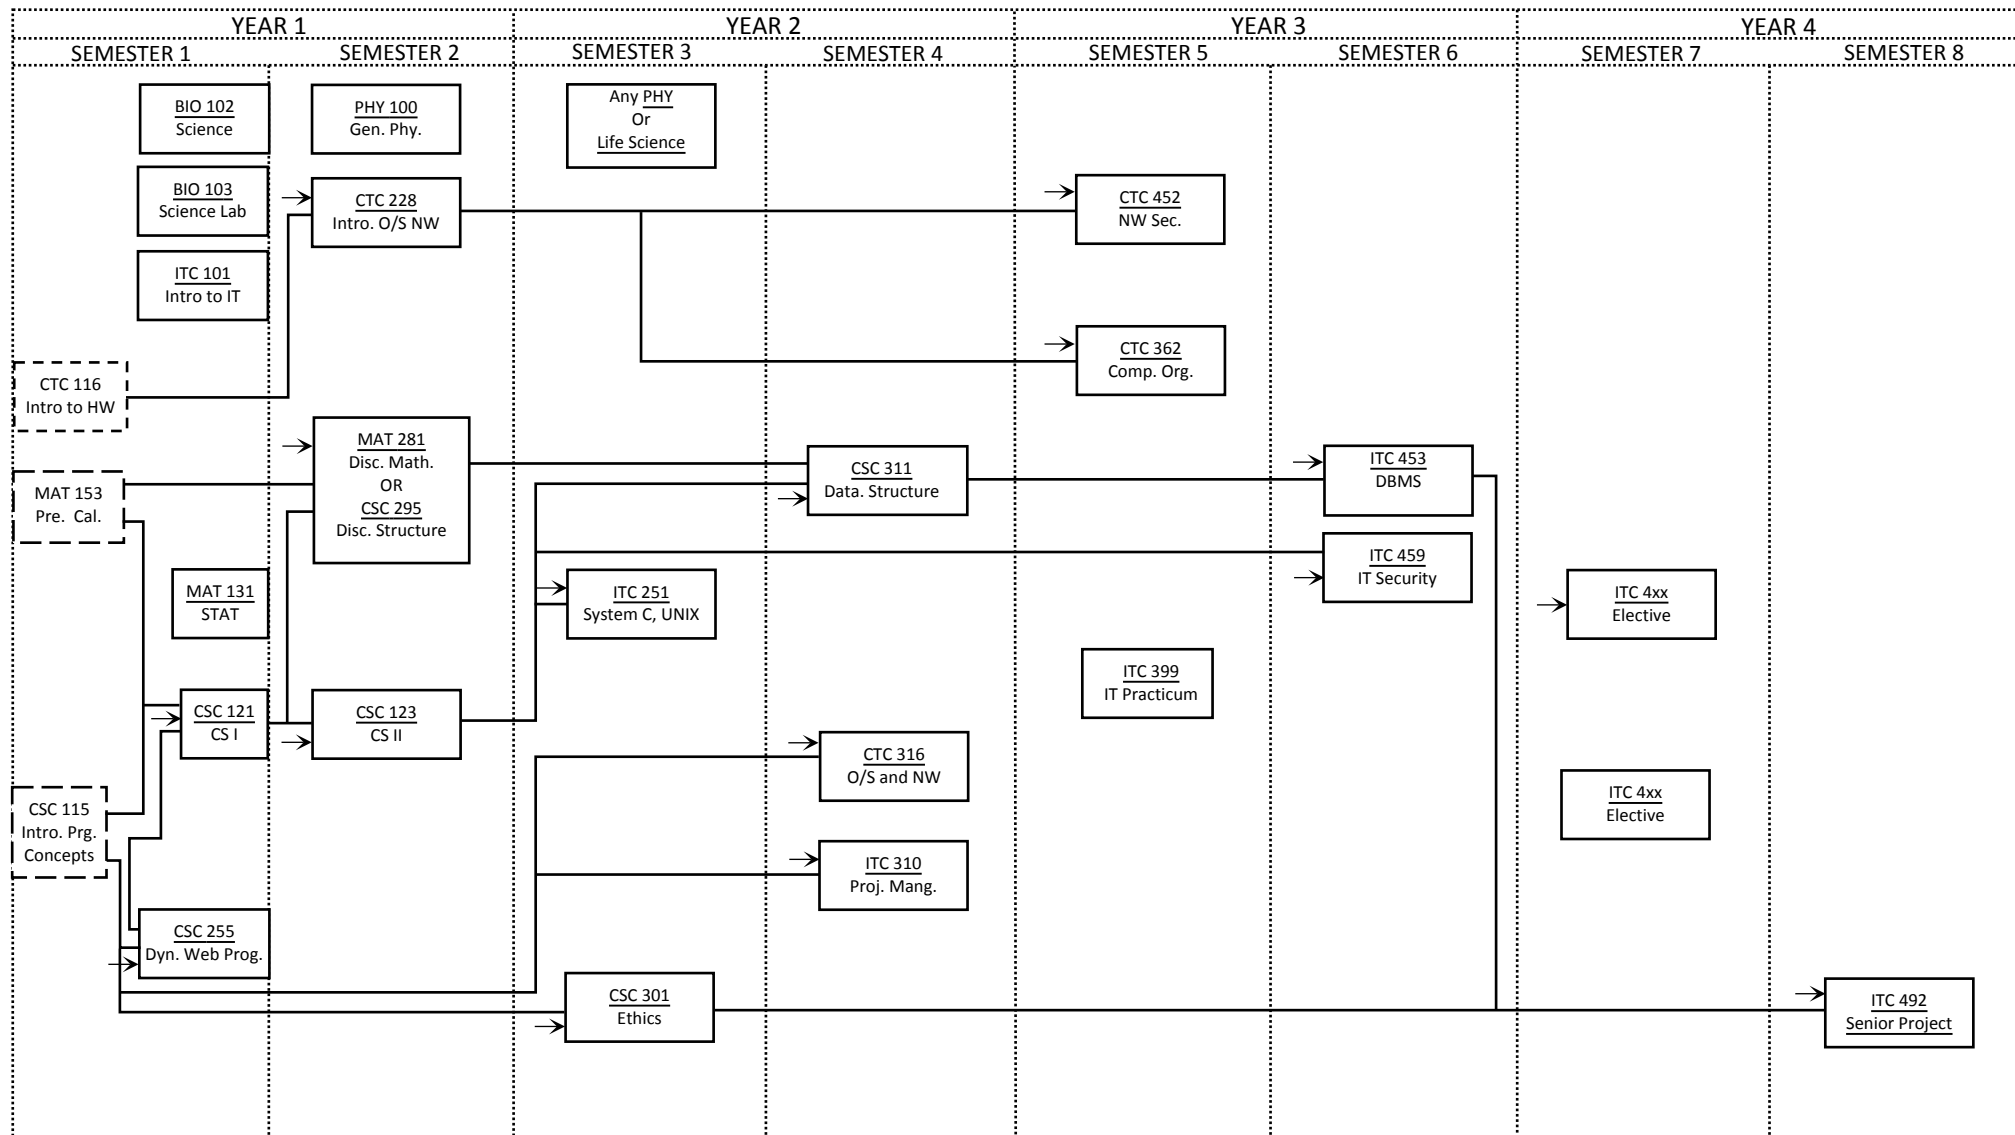 YEAR 1
YEAR 2
YEAR 3
YEAR 4
SEMESTER 1
SEMESTER 2
SEMESTER 3
SEMESTER 4
SEMESTER 5
SEMESTER 6
SEMESTER 7
SEMESTER 8
BIO 102
Science
PHY 100
Gen. Phy.
Any PHY
Or
Life Science
BIO 103
Science Lab
CTC 228
Intro. O/S NW
CTC 452
NW Sec.
ITC 101
Intro to IT
CTC 362
Comp. Org.
CTC 116
Intro to HW
MAT 281
Disc. Math.
OR
CSC 295
Disc. Structure
CSC 311
Data. Structure
ITC 453
DBMS
MAT 153
Pre. Cal.
ITC 459
IT Security
MAT 131
STAT
ITC 251
System C, UNIX
ITC 4xx
Elective
ITC 399
IT Practicum
CSC 121
CS I
CSC 123
CS II
CTC 316
O/S and NW
CSC 115
Intro. Prg.
Concepts
ITC 4xx
Elective
ITC 310
Proj. Mang.
CSC 255
Dyn. Web Prog.
CSC 301
Ethics
ITC 492
Senior Project